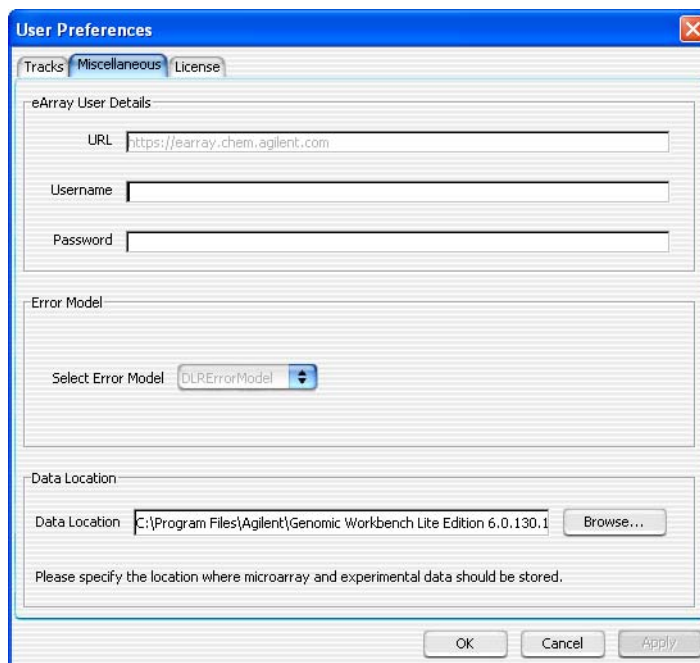 User Preferences
Tracks Miscellaneous License
eArray User Details
URL https://earray.chem.agilent.com
Username
Password
Error Model
Select Error Model DLRErrorModel
Data Location
Data Location C:\Program Files\Agilent\Genomic Workbench Lite Edition 6.0.130.1 Browse...
Please specify the location where microarray and experimental data should be stored.
OK Cancel Apply